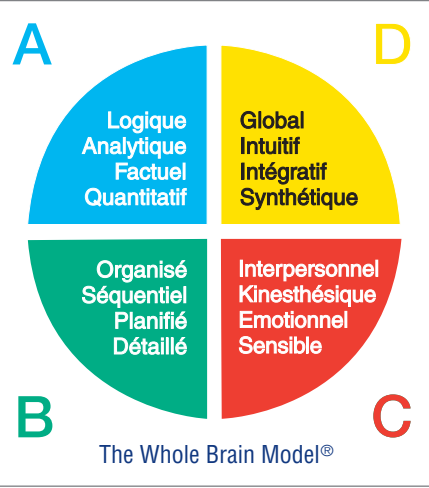 A
D
Logique
Analytique
Factuel
Quantitatif
Global
Intuitif
Intégratif
Synthétique
Organisé
Séquentiel
Planifié
Détaillé
Interpersonnel
Kinesthésique
Emotionnel
Sensible
B
C
The Whole Brain Model®